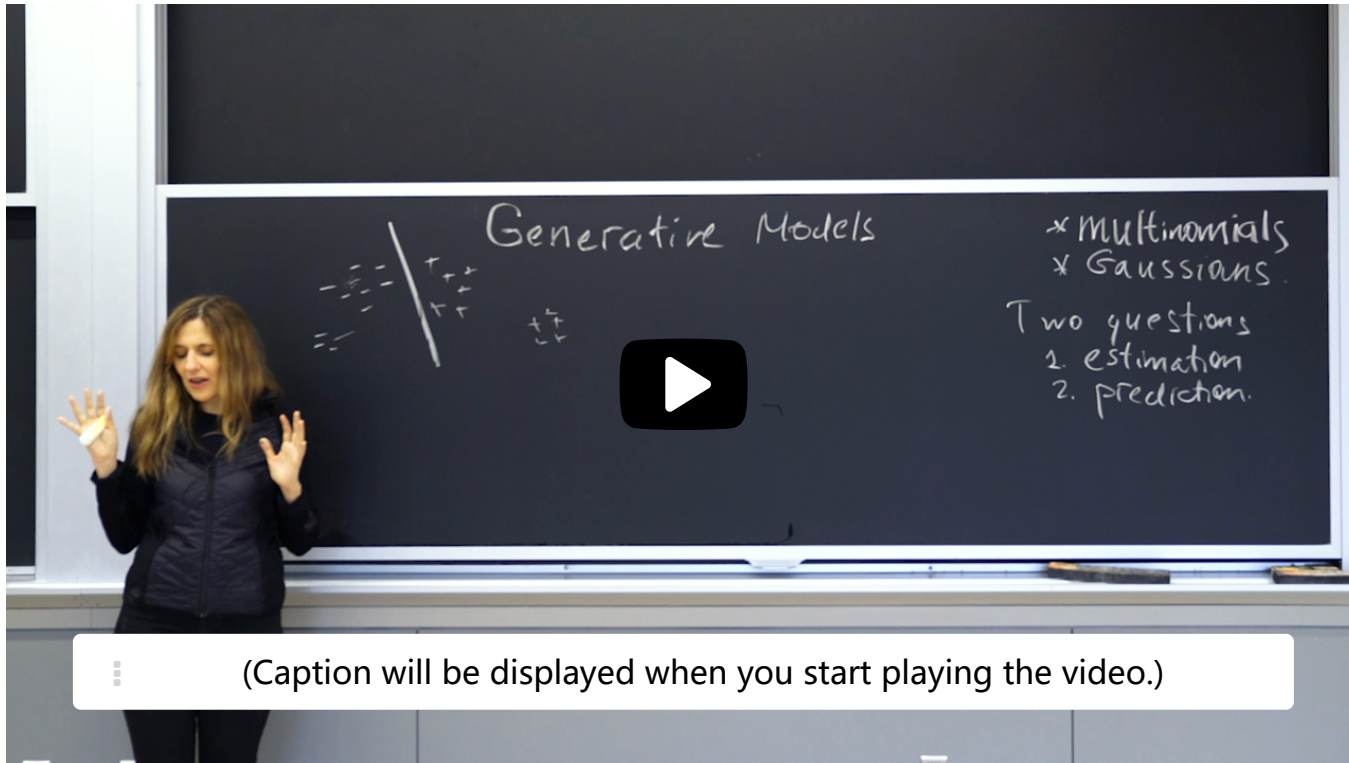 Generative Models
* multinomials
* Gaussians.
Two questions
1. estimation
2. prediction.
(Caption will be displayed when you start playing the video.)